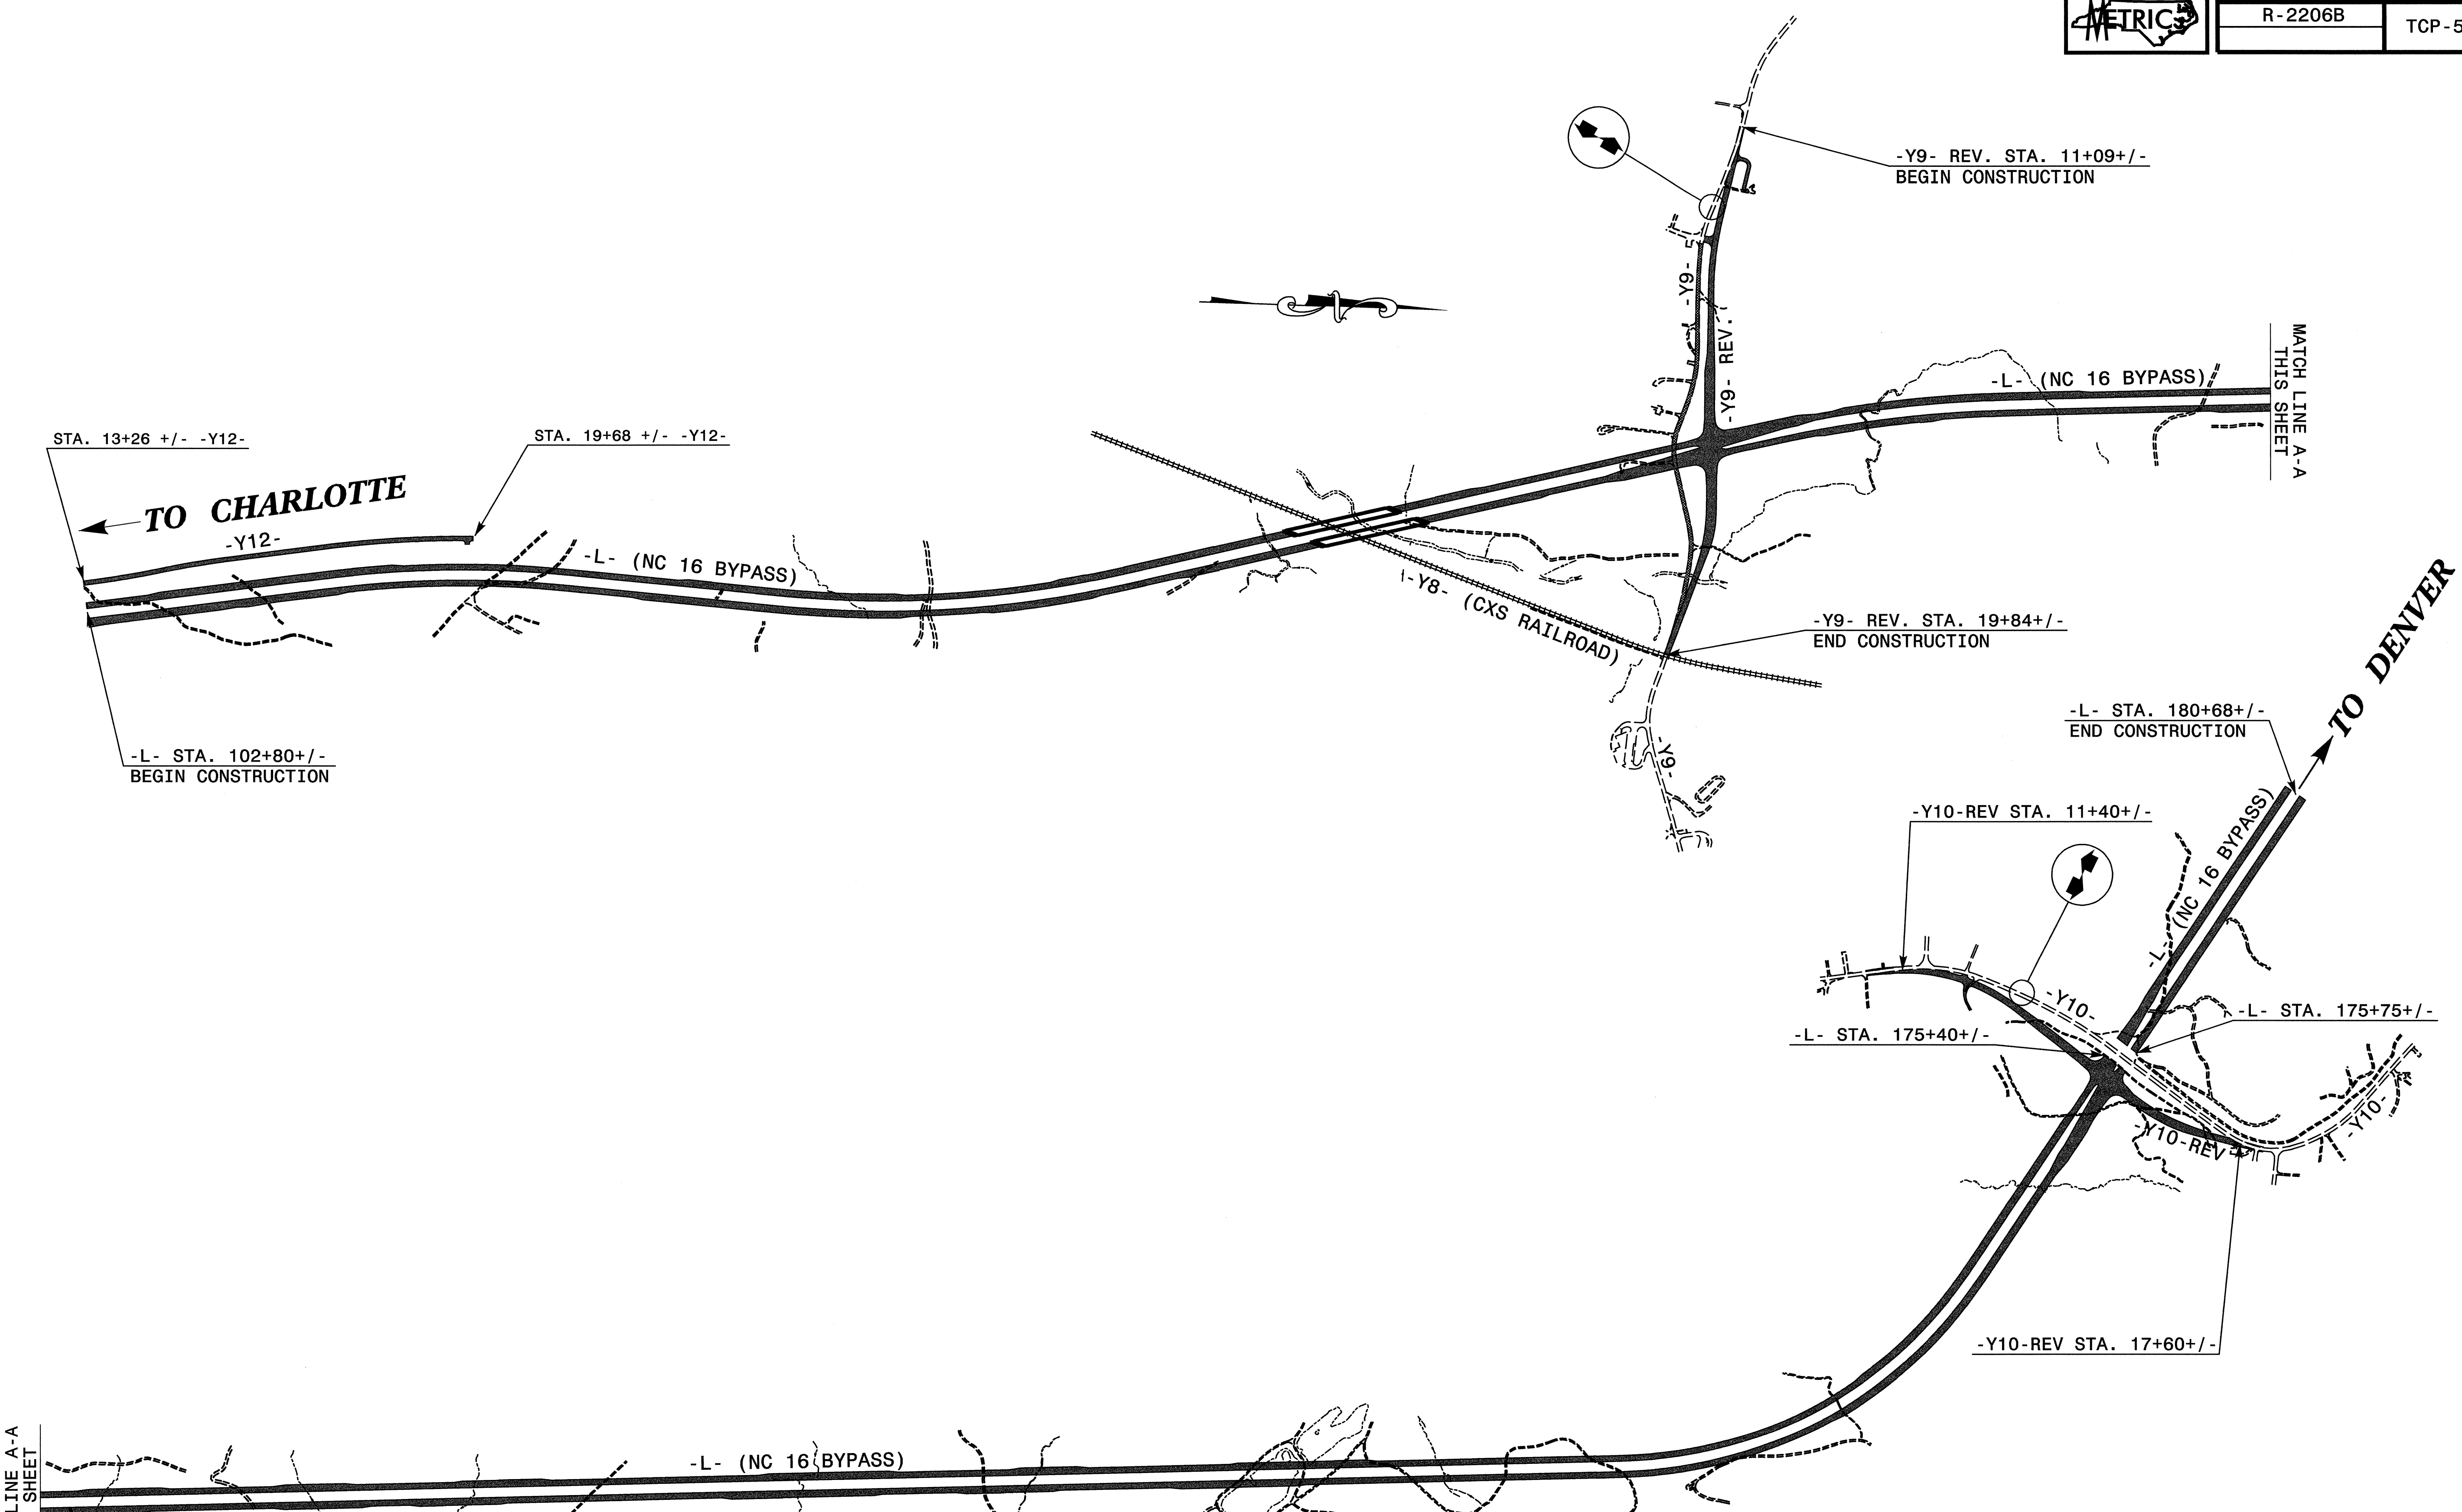 METRIC
R-2206B
TCP-5
-Y9- REV. STA. 11+09+/-
BEGIN CONSTRUCTION
-Y9-
-Y9- REV.
MATCH LINE A-A
THIS SHEET
-L- (NC 16 BYPASS)
STA. 13+26 +/- -Y12-
STA. 19+68 +/- -Y12-
TO CHARLOTTE
-Y12-
-L- (NC 16 BYPASS)
-Y8- (CXS RAILROAD)
-Y9- REV. STA. 19+84+/-
END CONSTRUCTION
-Y9-
-L- STA. 102+80+/-
BEGIN CONSTRUCTION
TO DENVER
-L- STA. 180+68+/-
END CONSTRUCTION
-Y10-REV STA. 11+40+/-
-L- (NC 16 BYPASS)
-Y10-
-L- STA. 175+40+/-
-L- STA. 175+75+/-
-Y10-REV
-Y10-
-Y10-REV STA. 17+60+/-
LINE A-A
SHEET
-L- (NC 16 BYPASS)